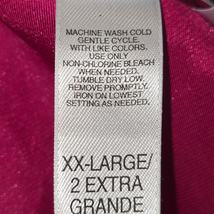 MACHINE WASH COLD
GENTLE CYCLE.
WITH LIKE COLORS.
USE ONLY
NON-CHLORINE BLEACH
WHEN NEEDED.
TUMBLE DRY LOW.
REMOVE PROMPTLY.
IRON ON LOWEST
SETTING AS NEEDED.
XX-LARGE/
2 EXTRA
GRANDE